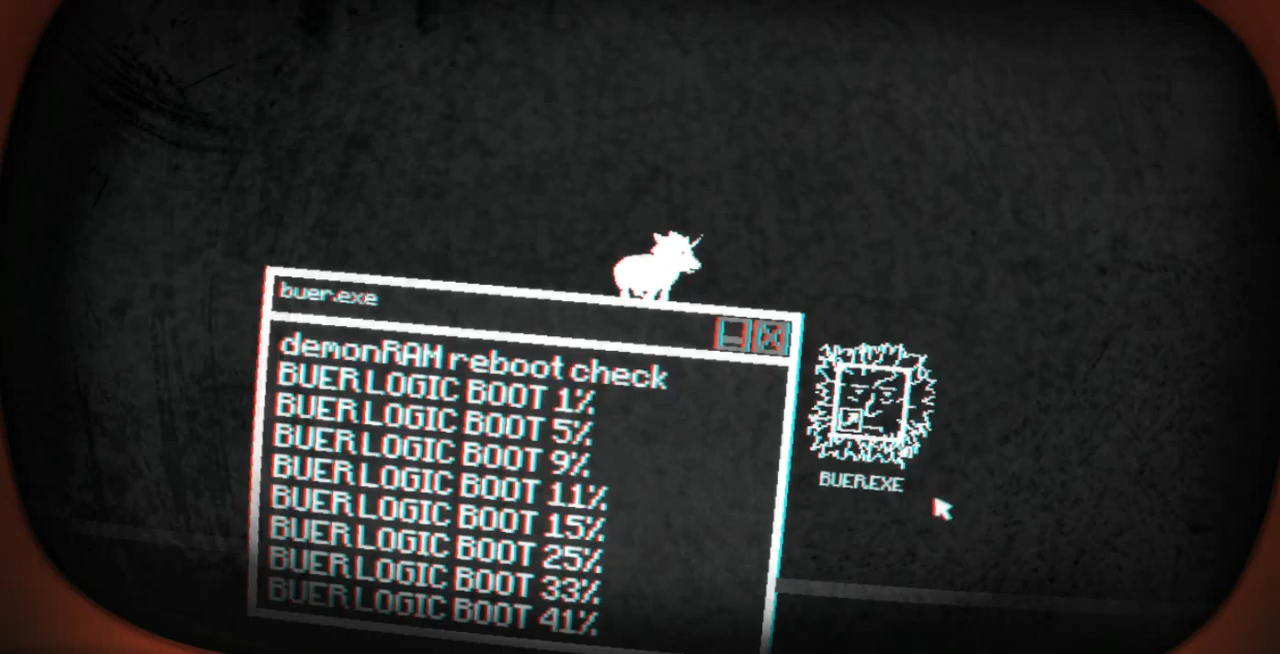 buer.exe
demonRAM reboot check
BUER LOGIC BOOT 1%
BUER LOGIC BOOT 5%
BUER LOGIC BOOT 9%
BUER LOGIC BOOT 11%
BUER LOGIC BOOT 15%
BUER LOGIC BOOT 25%
BUER LOGIC BOOT 33%
BUER LOGIC BOOT 41%
BUER.EXE